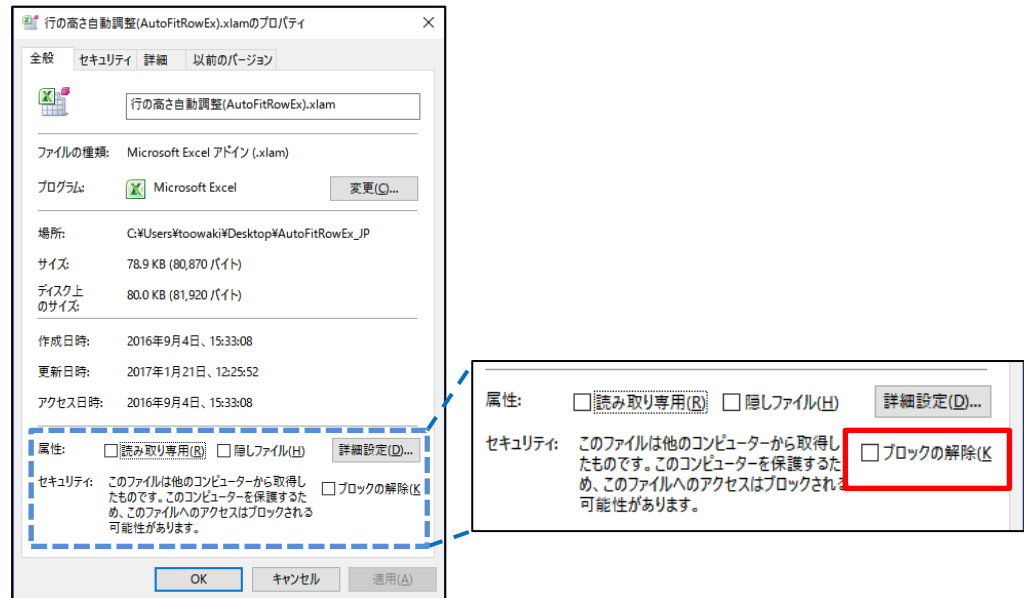 行の高さ自動調整(AutoFitRowEx).xlamのプロパティ
全般 セキュリティ 詳細 以前のバージョン
行の高さ自動調整(AutoFitRowEx).xlam
ファイルの種類: Microsoft Excel アドイン (.xlam)
プログラム: Microsoft Excel 変更(C)...
場所: C:¥Users¥toowaki¥Desktop¥AutoFitRowEx_JP
サイズ: 78.9 KB (80,870 バイト)
ディスク上
のサイズ: 80.0 KB (81,920 バイト)
作成日時: 2016年9月4日、15:33:08
更新日時: 2017年1月21日、12:25:52
アクセス日時: 2016年9月4日、15:33:08
属性: 読み取り専用(R) 隠しファイル(H) 詳細設定(D)...
セキュリティ: このファイルは他のコンピューターから取得し
たものです。このコンピューターを保護するた
め、このファイルへのアクセスはブロックされる
可能性があります。
ブロックの解除(K
OK キャンセル 適用(A)
属性: 読み取り専用(R) 隠しファイル(H) 詳細設定(D)...
セキュリティ: このファイルは他のコンピューターから取得し
たものです。このコンピューターを保護するた
め、このファイルへのアクセスはブロックされる
可能性があります。
ブロックの解除(K